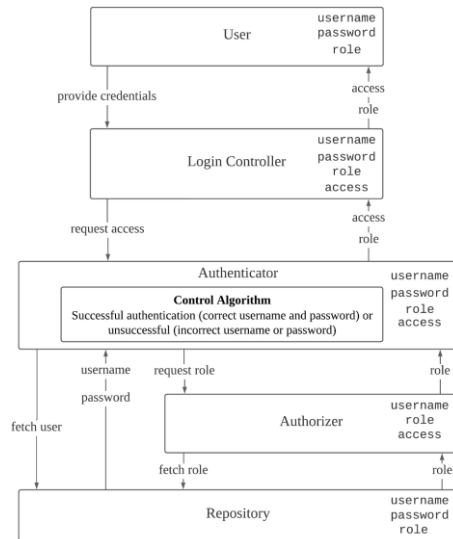 User
username
password
role
provide credentials
access
role
Login Controller
username
password
role
access
request access
access
role
Authenticator
username
password
role
access
Control Algorithm
Successful authentication (correct username and password) or
unsuccessful (incorrect username or password)
username
password
request role
role
fetch user
Authorizer
username
role
access
fetch role
role
Repository
username
password
role